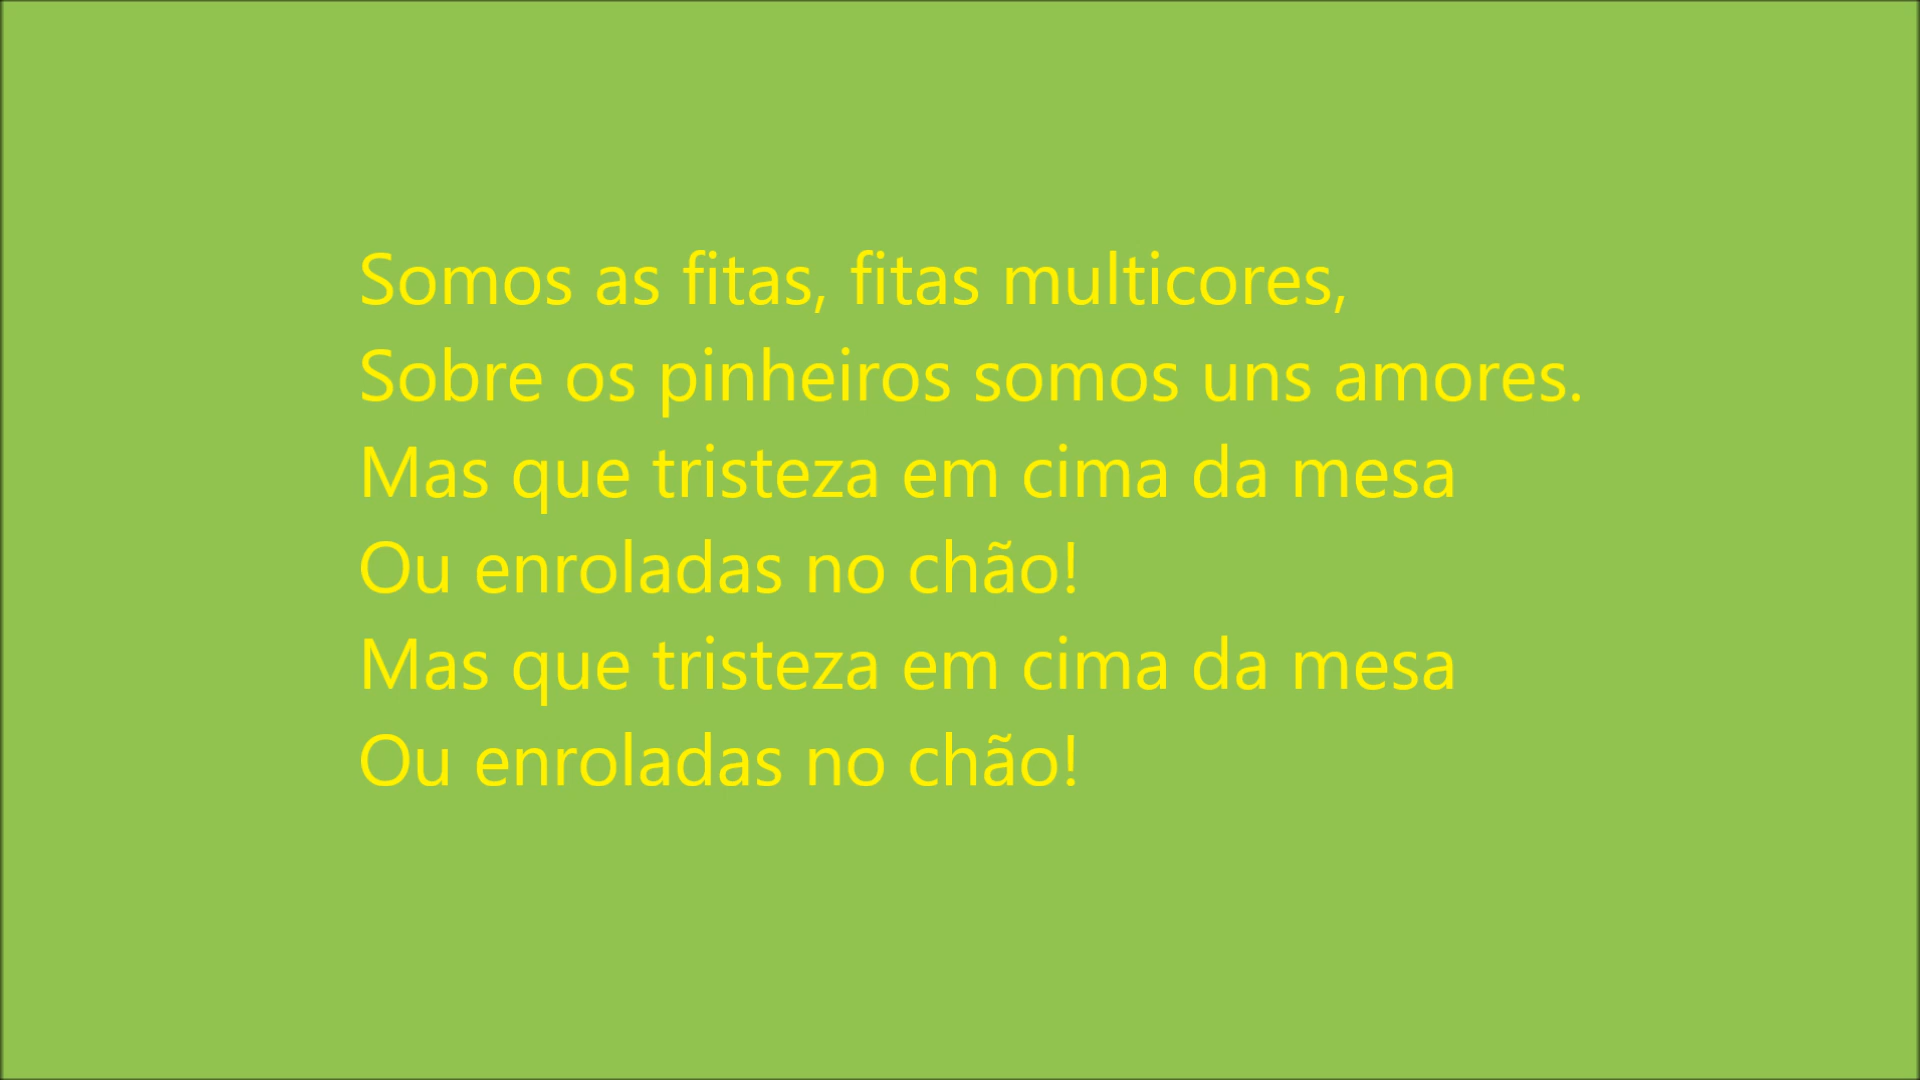 Somos as fitas, fitas multicores,
Sobre os pinheiros somos uns amores.
Mas que tristeza em cima da mesa
Ou enroladas no chão!
Mas que tristeza em cima da mesa
Ou enroladas no chão!